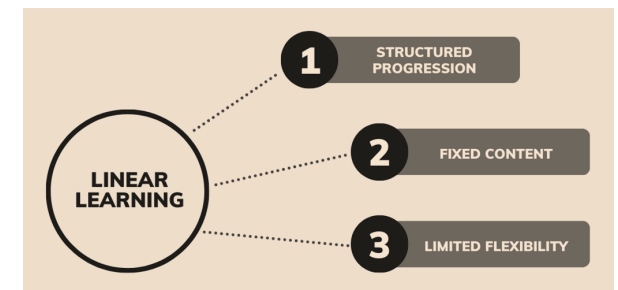 LINEAR
LEARNING
1
STRUCTURED
PROGRESSION
2
FIXED CONTENT
3
LIMITED FLEXIBILITY